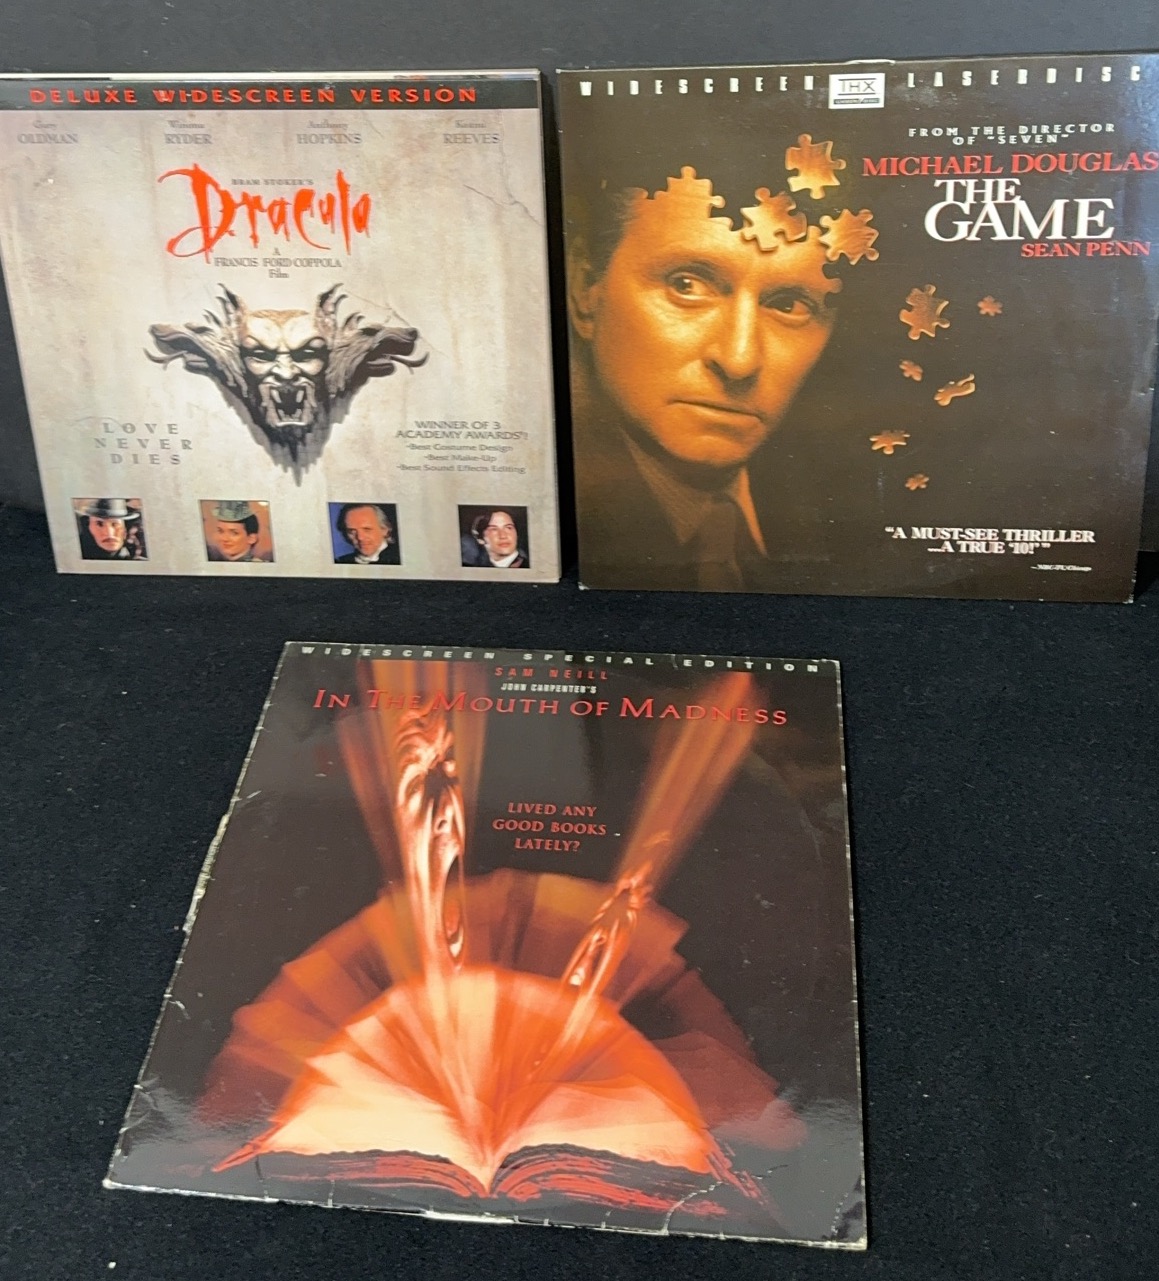 DELUXE WIDESCREEN VERSION
Gary OLDMAN
Winona RYDER
Anthony HOPKINS
Keanu REEVES
BRAM STOKER'S
Dracula
A
FRANCIS FORD COPPOLA
Film
LOVE
NEVER
DIES
WINNER OF 3
ACADEMY AWARDS®!
•Best Costume Design
•Best Make-Up
•Best Sound Effects Editing
WIDESCREEN THX LASERDISC
FROM THE DIRECTOR
OF "SEVEN"
MICHAEL DOUGLAS
THE
GAME
SEAN PENN
"A MUST-SEE THRILLER
...A TRUE '10!'"
—NBC-TV/Chicago
WIDESCREEN SPECIAL EDITION
SAM NEILL
JOHN CARPENTER'S
IN THE MOUTH OF MADNESS
LIVED ANY
GOOD BOOKS
LATELY?